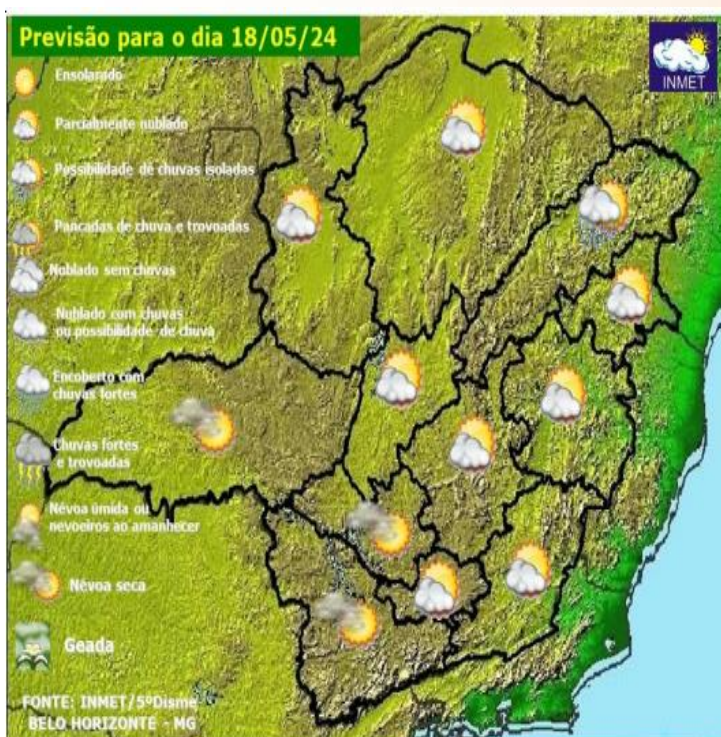 Previsão para o dia 18/05/24
INMET
Ensolarado
Parcialmente nublado
Possibilidade de chuvas isoladas
Pancadas de chuva e trovoadas
Nublado sem chuvas
Nublado com chuvas
ou possibilidade de chuva
Encoberto com
chuvas fortes
Chuvas fortes
e trovoadas
Névoa úmida ou
nevoeiros ao amanhecer
Névoa seca
Geada
FONTE: INMET/5ºDisme
BELO HORIZONTE - MG